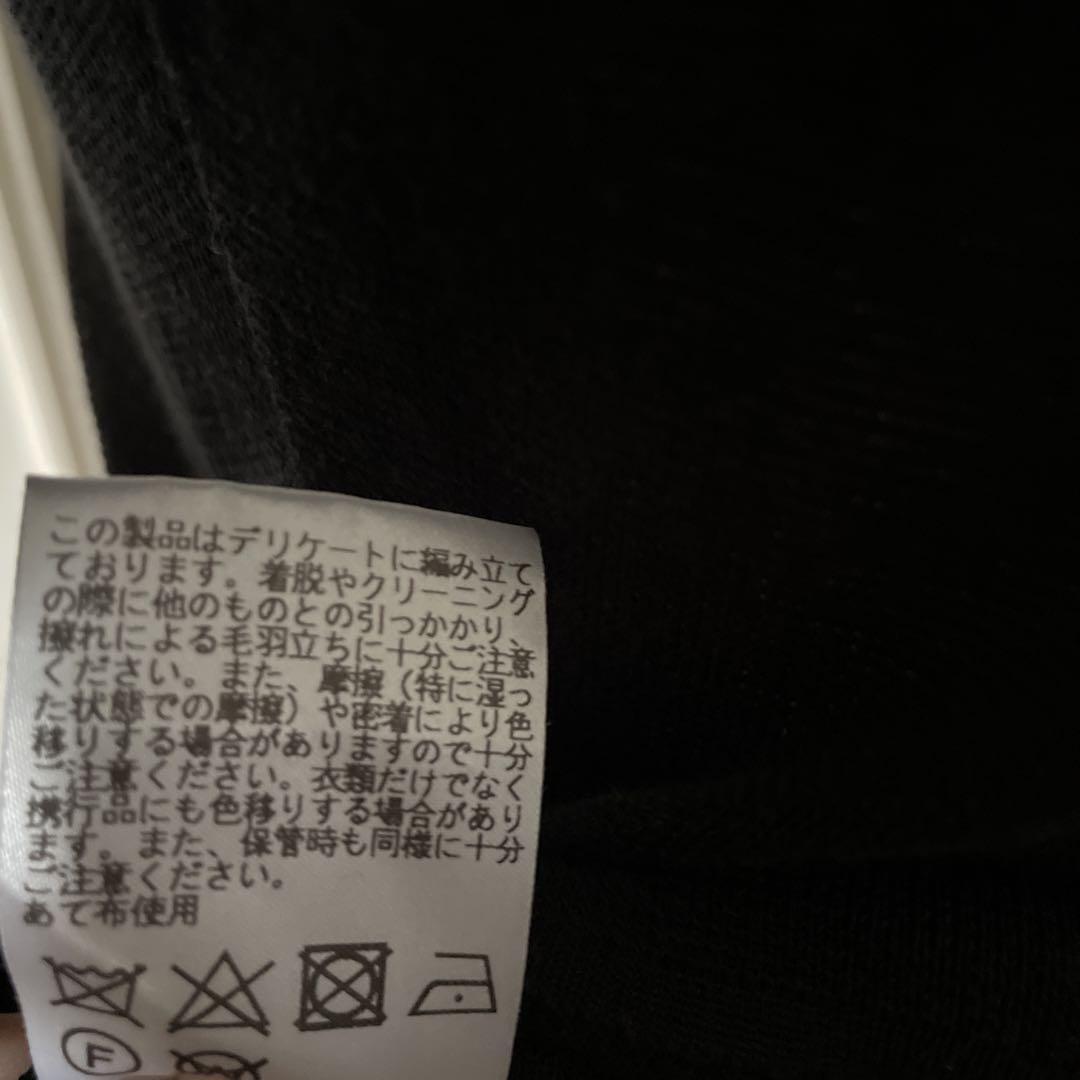 この製品はデリケートに編み立て
ております。着脱やクリーニング
の際に他のものとの引っかかり、
擦れによる毛羽立ちに十分ご注意
ください。また、摩擦（特に湿っ
た状態での摩擦）や密着により色
移りする場合がありますので十分
ご注意ください。衣類だけでなく
携行品にも色移りする場合があり
ます。また、保管時も同様に十分
ご注意ください。
あて布使用
F